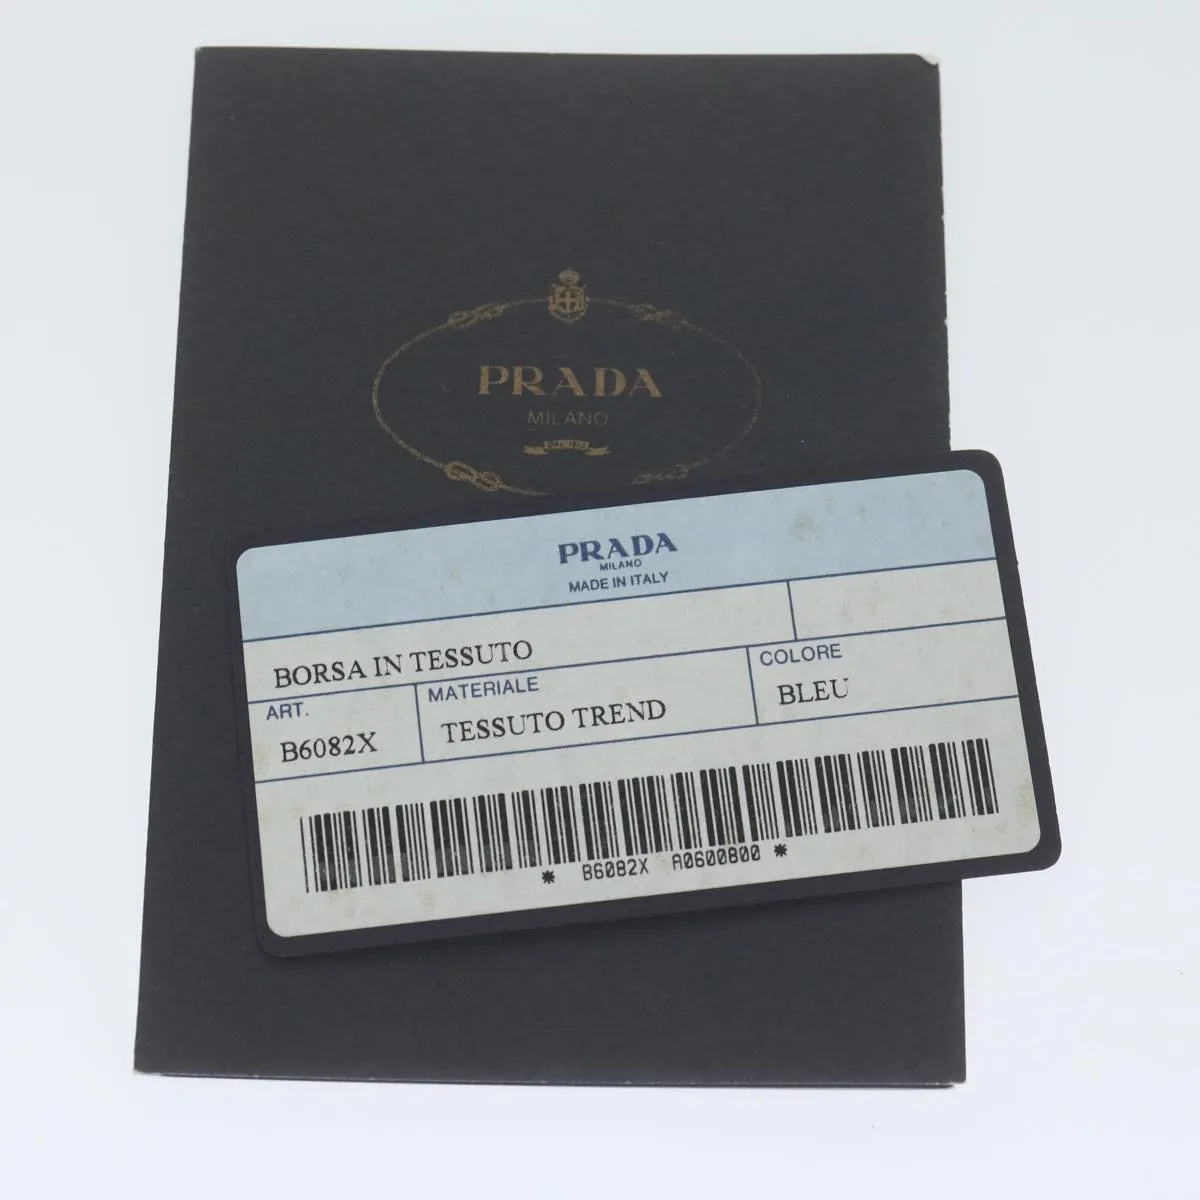 PRADA
MILANO
PRADA
MILANO
MADE IN ITALY
BORSA IN TESSUTO
ART.
B6082X
MATERIALE
TESSUTO TREND
COLORE
BLEU
* B6082X A0600800 *